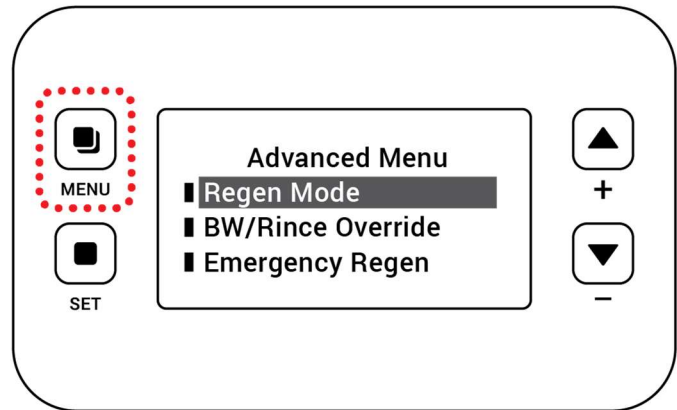 Advanced Menu
Regen Mode
BW/Rince Override
Emergency Regen
MENU
SET
+
−